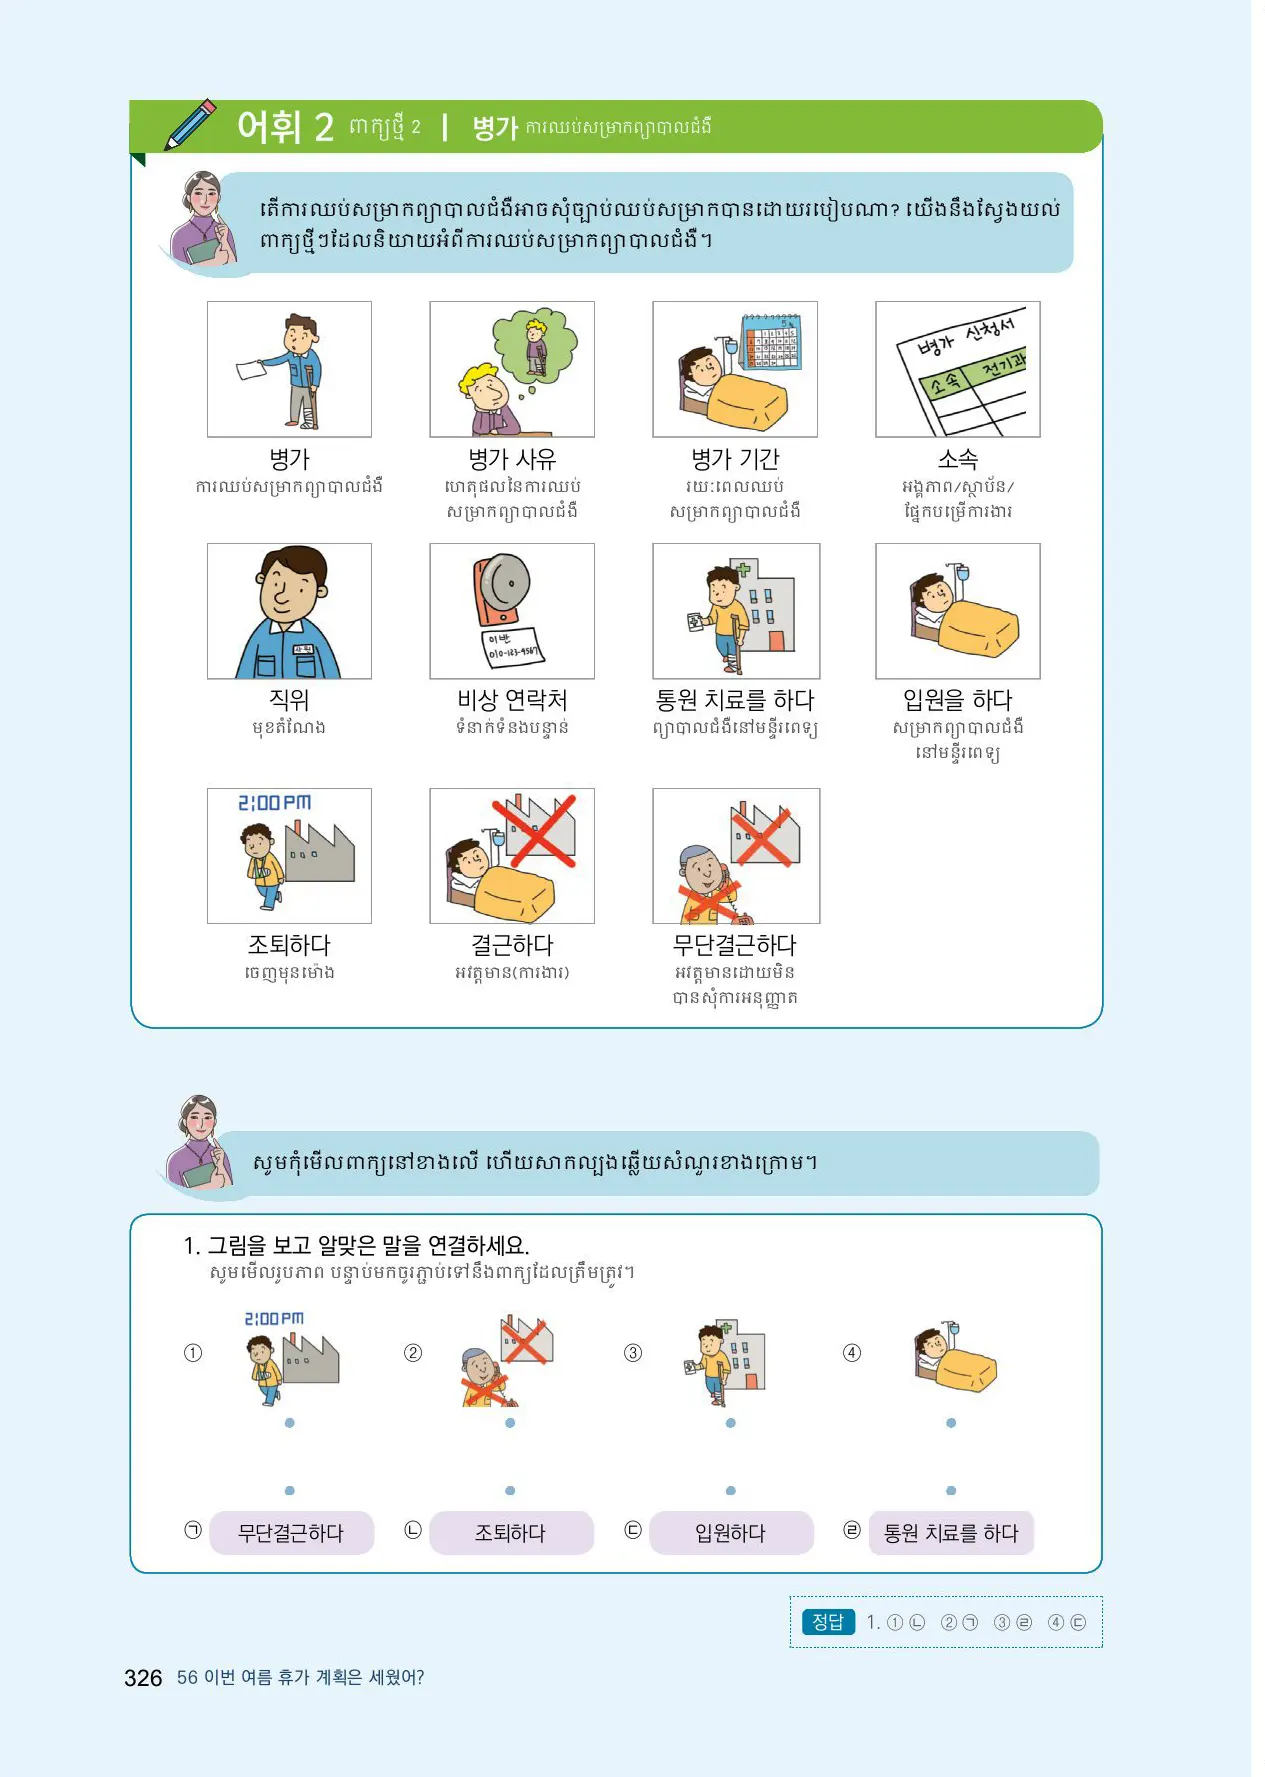 어휘 2 ពាក្យថ្មី 2 | 병가 ការឈប់សម្រាកព្យាបាលជំងឺ
តើការឈប់សម្រាកព្យាបាលជំងឺអាចសុំច្បាប់ឈប់សម្រាកបានដោយរបៀបណា? យើងនឹងស្វែងយល់
ពាក្យថ្មីៗដែលនិយាយអំពីការឈប់សម្រាកព្យាបាលជំងឺ។
병가 신청서
소속 전기과
병가 병가 사유 병가 기간 소속
ការឈប់សម្រាកព្យាបាលជំងឺ ហេតុផលនៃការឈប់ រយៈពេលឈប់ អង្គភាព/ស្ថាប័ន/
សម្រាកព្យាបាលជំងឺ សម្រាកព្យាបាលជំងឺ ផ្នែកបម្រើការងារ
사원
이반
010-123-4567
직위 비상 연락처 통원 치료를 하다 입원을 하다
មុខតំណែង ទំនាក់ទំនងបន្ទាន់ ព្យាបាលជំងឺនៅមន្ទីរពេទ្យ សម្រាកព្យាបាលជំងឺ
នៅមន្ទីរពេទ្យ
2:00 PM
조퇴하다 결근하다 무단결근하다
ចេញមុនម៉ោង អវត្តមាន(ការងារ) អវត្តមានដោយមិន
បានសុំការអនុញ្ញាត
សូមកុំមើលពាក្យនៅខាងលើ ហើយសាកល្បងឆ្លើយសំណួរខាងក្រោម។
1. 그림을 보고 알맞은 말을 연결하세요.
សូមមើលរូបភាព បន្ទាប់មកចូរភ្ជាប់ទៅនឹងពាក្យដែលត្រឹមត្រូវ។
2:00 PM
① ② ③ ④
㉠ 무단결근하다 ㉡ 조퇴하다 ㉢ 입원하다 ㉣ 통원 치료를 하다
정답 1. ①㉡ ②㉠ ③㉣ ④㉢
326 56 이번 여름 휴가 계획은 세웠어?